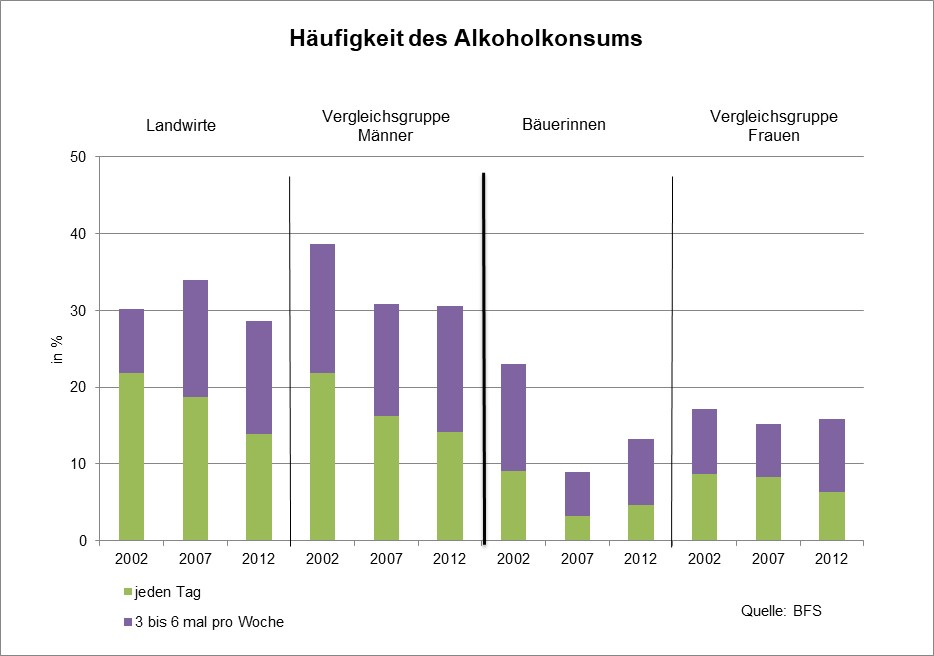 Häufigkeit des Alkoholkonsums
Landwirte
Vergleichsgruppe
Männer
Bäuerinnen
Vergleichsgruppe
Frauen
50
40
30
20
10
0
in %
2002 2007 2012 2002 2007 2012 2002 2007 2012 2002 2007 2012
jeden Tag
3 bis 6 mal pro Woche
Quelle: BFS